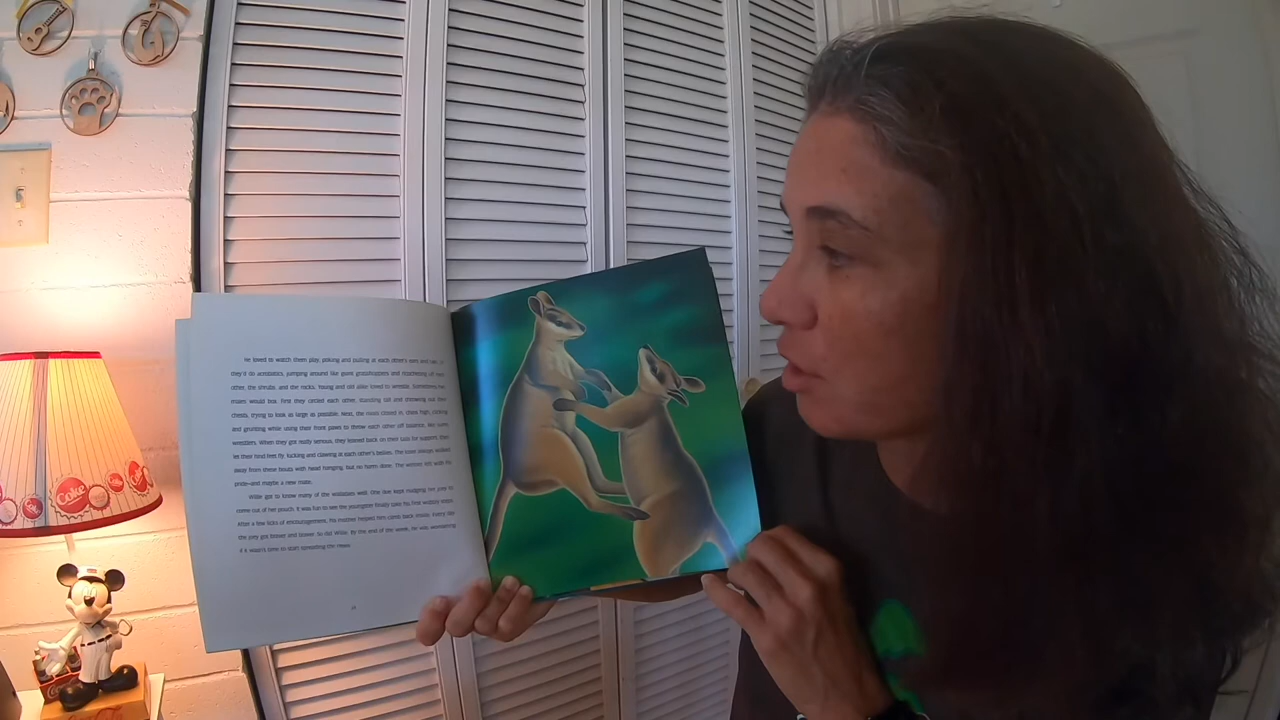 He loved to watch them play, poking and pulling at each other's ears and
they'd do acrobatics, jumping around like giant grasshoppers and
other, the shrubs, and the rocks. Young and old alike loved to wrestle. Sometimes
males would box. First they circled each other, standing tall and throwing out their
chests, trying to look as large as possible. Next, the males closed in,
and grunting while using their front paws to throw each other off balance, like sumo
wrestlers. When they got really serious, they leaned back on their tails for support, then
let their hind feet fly, kicking and clawing at each other's bellies. The loser always walked
away from these bouts with head hanging, but no harm done. The winner left with his
pride—and maybe a new mate.
Willie got to know many of the wallabies well. One doe kept nudging her joey to
come out of her pouch. It was fun to see the youngster finally take his first wobbly steps.
After a few licks of encouragement, his mother helped him climb back inside. Every day
the joey got braver and braver. So did Willie. By the end of the week, he was wondering
if it wasn't time to start spreading the news.
Coke